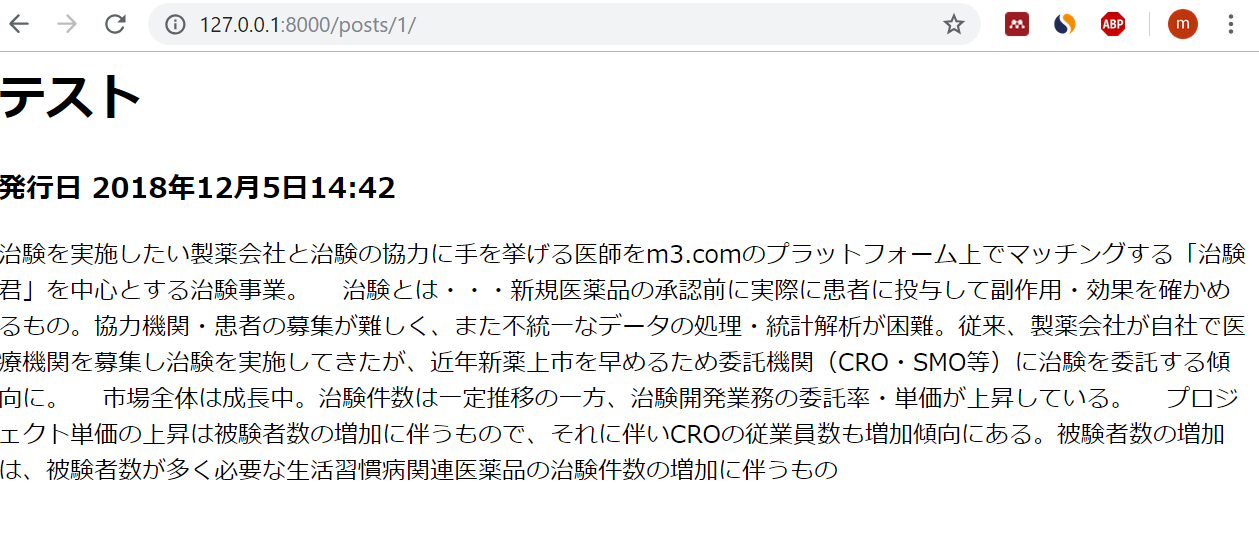 127.0.0.1:8000/posts/1/
ABP
m
テスト
発行日 2018年12月5日14:42
治験を実施したい製薬会社と治験の協力に手を挙げる医師をm3.comのプラットフォーム上でマッチングする「治験
君」を中心とする治験事業。　治験とは・・・新規医薬品の承認前に実際に患者に投与して副作用・効果を確かめ
るもの。協力機関・患者の募集が難しく、また不統一なデータの処理・統計解析が困難。従来、製薬会社が自社で医
療機関を募集し治験を実施してきたが、近年新薬上市を早めるため委託機関（CRO・SMO等）に治験を委託する傾
向に。　市場全体は成長中。治験件数は一定推移の一方、治験開発業務の委託率・単価が上昇している。　プロジ
ェクト単価の上昇は被験者数の増加に伴うもので、それに伴いCROの従業員数も増加傾向にある。被験者数の増加
は、被験者数が多く必要な生活習慣病関連医薬品の治験件数の増加に伴うもの